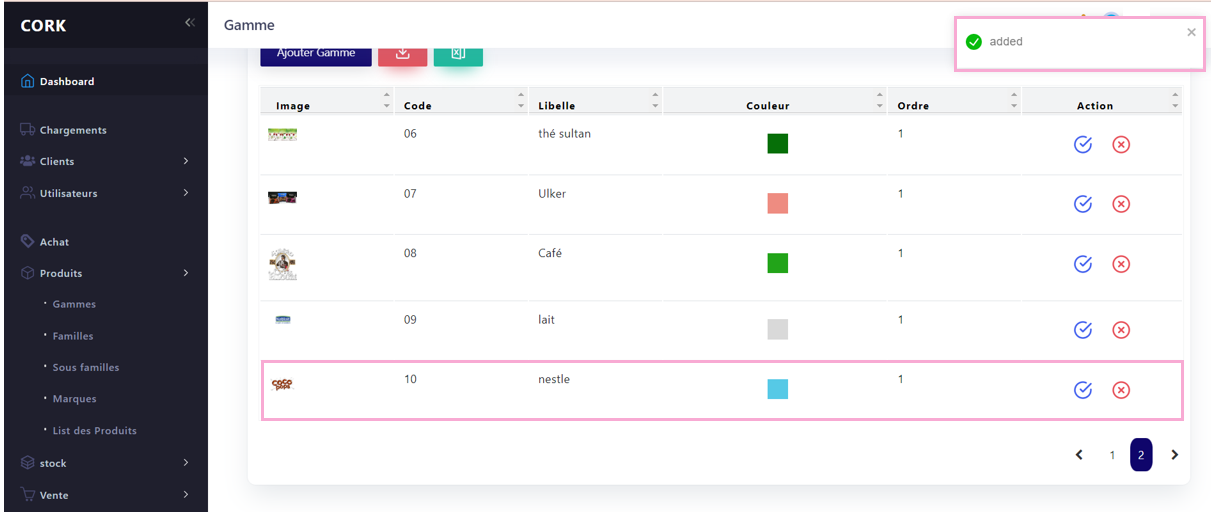 CORK
Gamme
added
Ajouter Gamme
Dashboard
Chargements
Clients
Utilisateurs
Achat
Produits
Gammes
Familles
Sous familles
Marques
List des Produits
stock
Vente
Image Code Libelle Couleur Ordre Action
06 thé sultan 1
07 Ulker 1
08 Café 1
09 lait 1
COCO
10 nestle 1
1 2